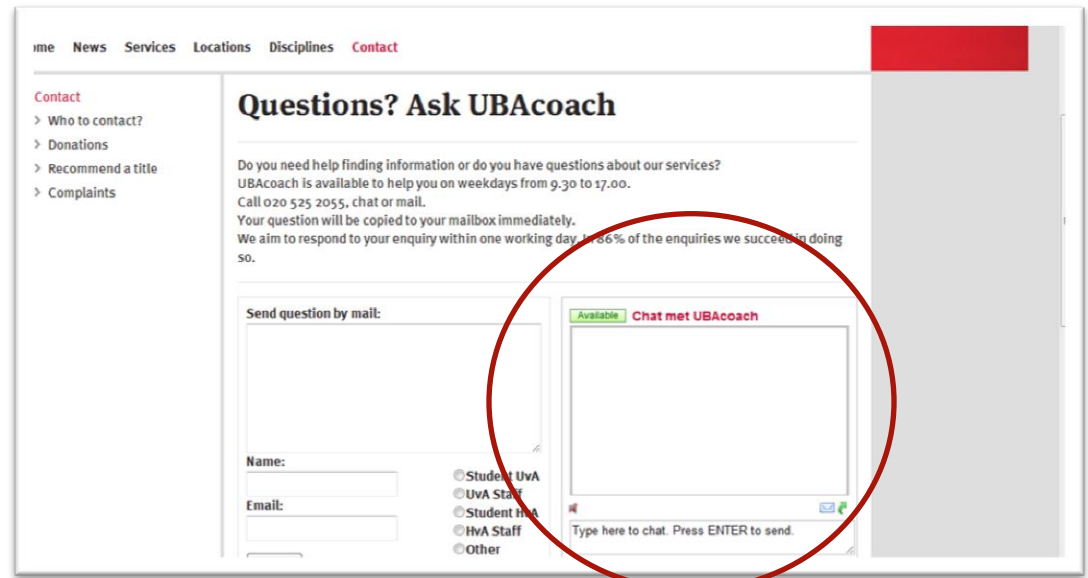 ome News Services Locations Disciplines Contact
Contact
> Who to contact?
> Donations
> Recommend a title
> Complaints
Questions? Ask UBAcoach
Do you need help finding information or do you have questions about our services?
UBAcoach is available to help you on weekdays from 9.30 to 17.00.
Call 020 525 2055, chat or mail.
Your question will be copied to your mailbox immediately.
We aim to respond to your enquiry within one working day. In 86% of the enquiries we succeed in doing
so.
Send question by mail:
Name:
Email:
Student UvA
UvA Staff
Student HvA
HvA Staff
Other
Available Chat met UBAcoach
Type here to chat. Press ENTER to send.